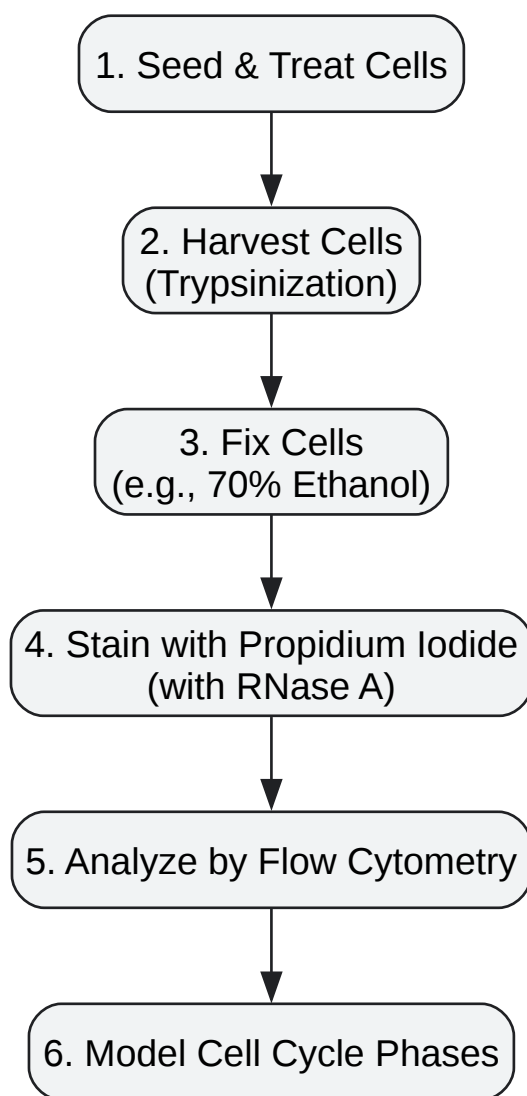 1. Seed & Treat Cells
2. Harvest Cells
(Trypsinization)
3. Fix Cells
(e.g., 70% Ethanol)
4. Stain with Propidium Iodide
(with RNase A)
5. Analyze by Flow Cytometry
6. Model Cell Cycle Phases